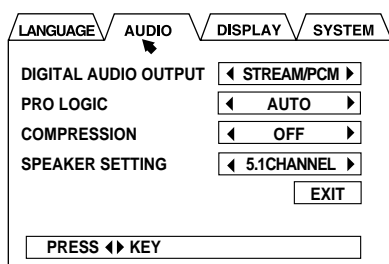 LANGUAGE AUDIO DISPLAY SYSTEM
DIGITAL AUDIO OUTPUT STREAM/PCM
PRO LOGIC AUTO
COMPRESSION OFF
SPEAKER SETTING 5.1CHANNEL
EXIT
PRESS KEY